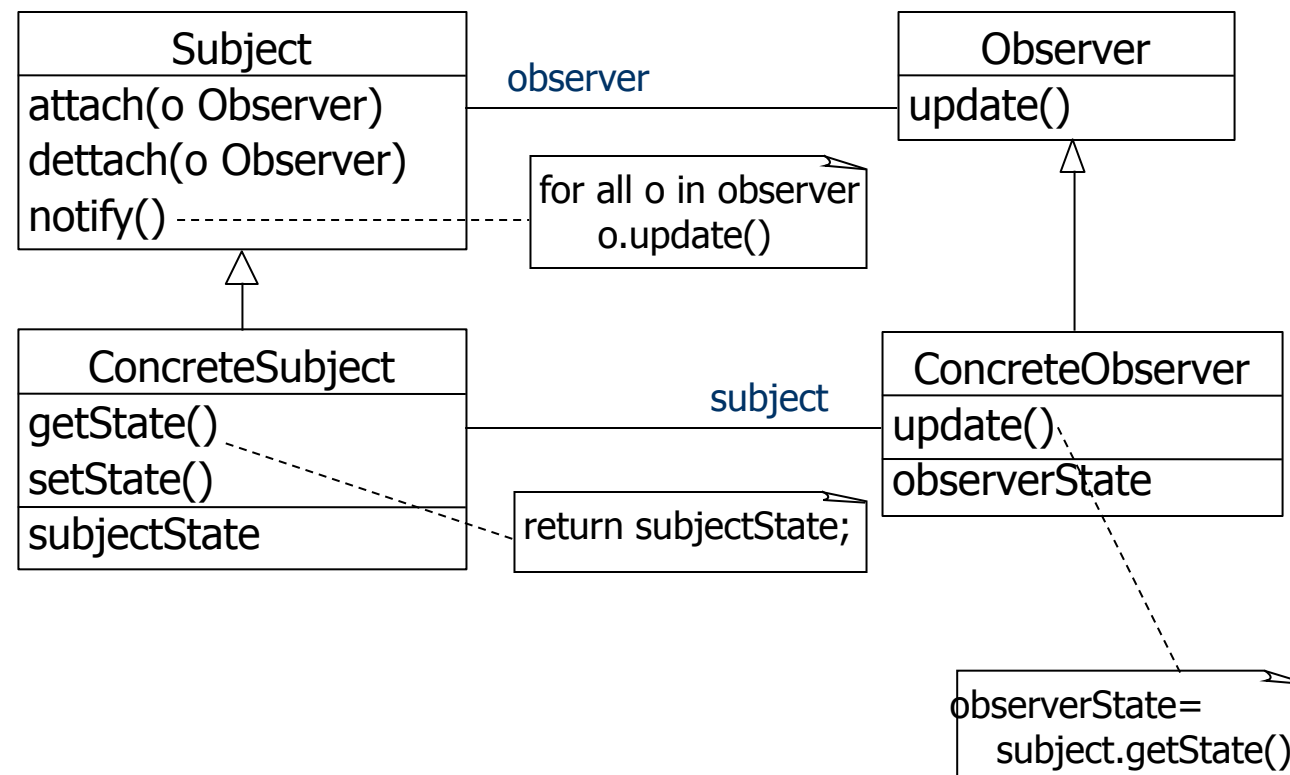 Subject
attach(o Observer)
dettach(o Observer)
notify()
observer
Observer
update()
for all o in observer
o.update()
ConcreteSubject
getState()
setState()
subjectState
subject
ConcreteObserver
update()
observerState
return subjectState;
observerState=
subject.getState()